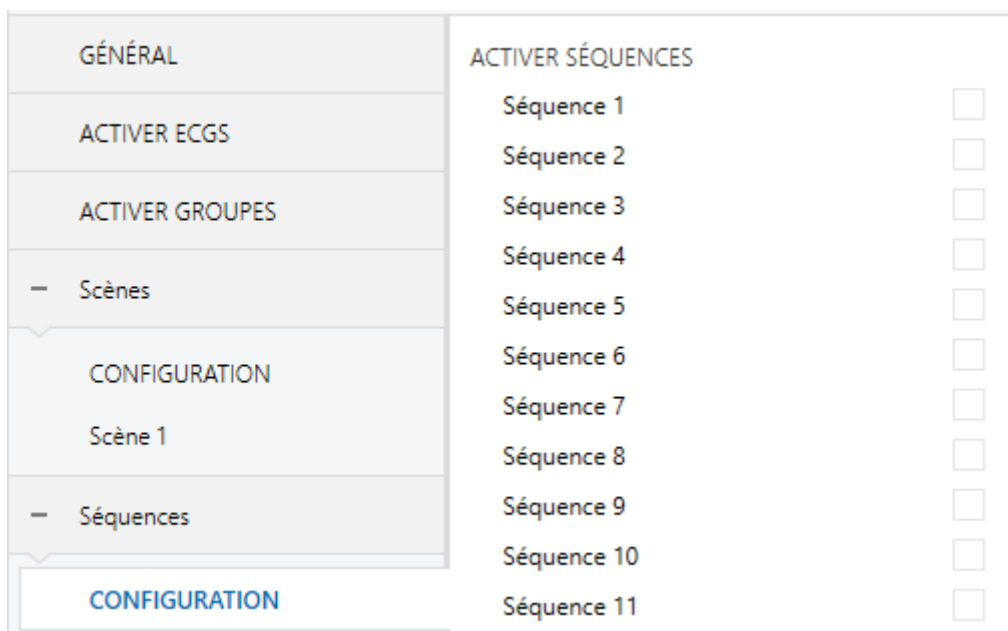 GÉNÉRAL
ACTIVER ECGS
ACTIVER GROUPES
Scènes
CONFIGURATION
Scène 1
Séquences
CONFIGURATION
ACTIVER SÉQUENCES
Séquence 1
Séquence 2
Séquence 3
Séquence 4
Séquence 5
Séquence 6
Séquence 7
Séquence 8
Séquence 9
Séquence 10
Séquence 11